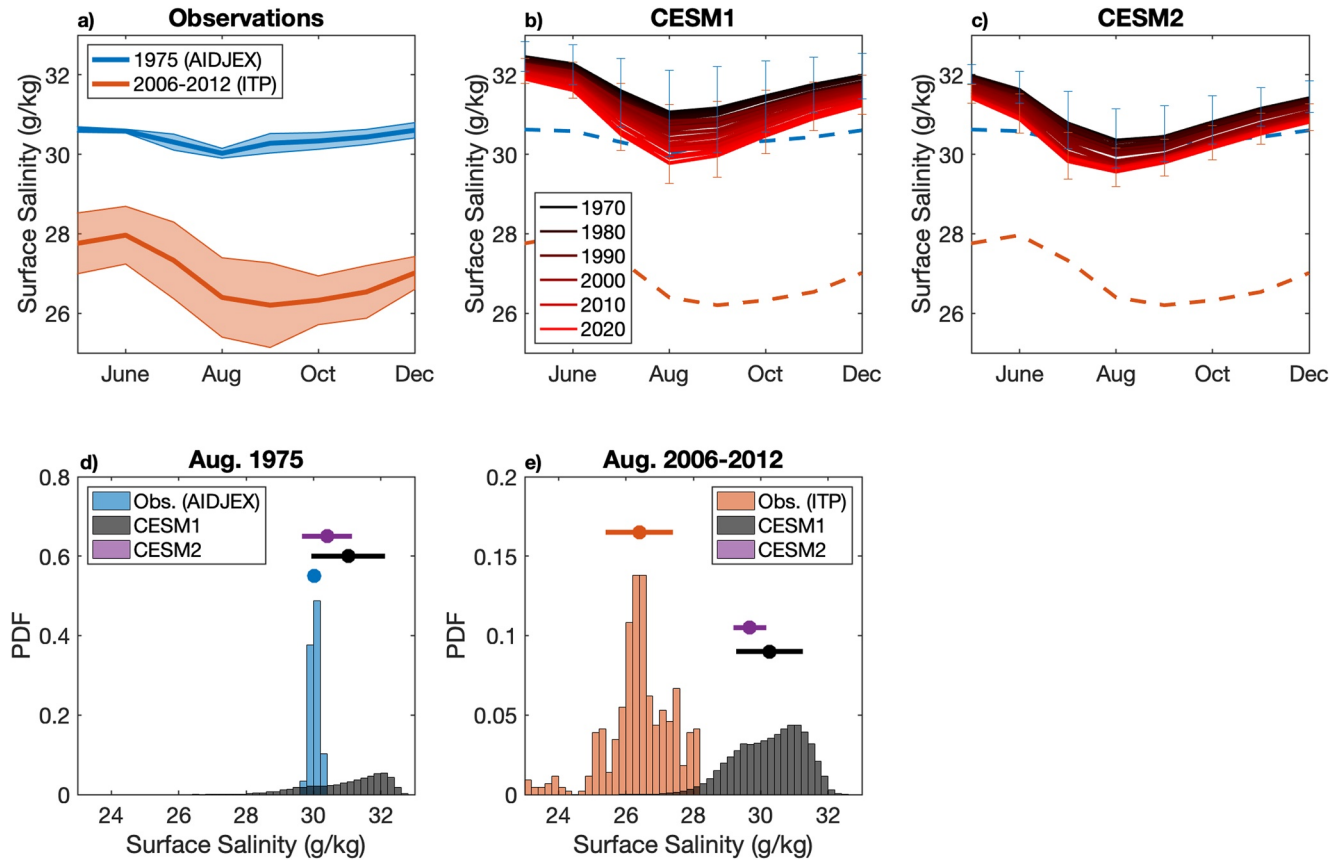 a) Observations
1975 (AIDJEX)
2006-2012 (ITP)
Surface Salinity (g/kg)
32
30
28
26
June Aug Oct Dec
b) CESM1
1970
1980
1990
2000
2010
2020
Surface Salinity (g/kg)
32
30
28
26
June Aug Oct Dec
c) CESM2
Surface Salinity (g/kg)
32
30
28
26
June Aug Oct Dec
d) Aug. 1975
Obs. (AIDJEX)
CESM1
CESM2
PDF
0.8
0.6
0.4
0.2
0
24 26 28 30 32
Surface Salinity (g/kg)
e) Aug. 2006-2012
Obs. (ITP)
CESM1
CESM2
PDF
0.2
0.15
0.1
0.05
0
24 26 28 30 32
Surface Salinity (g/kg)